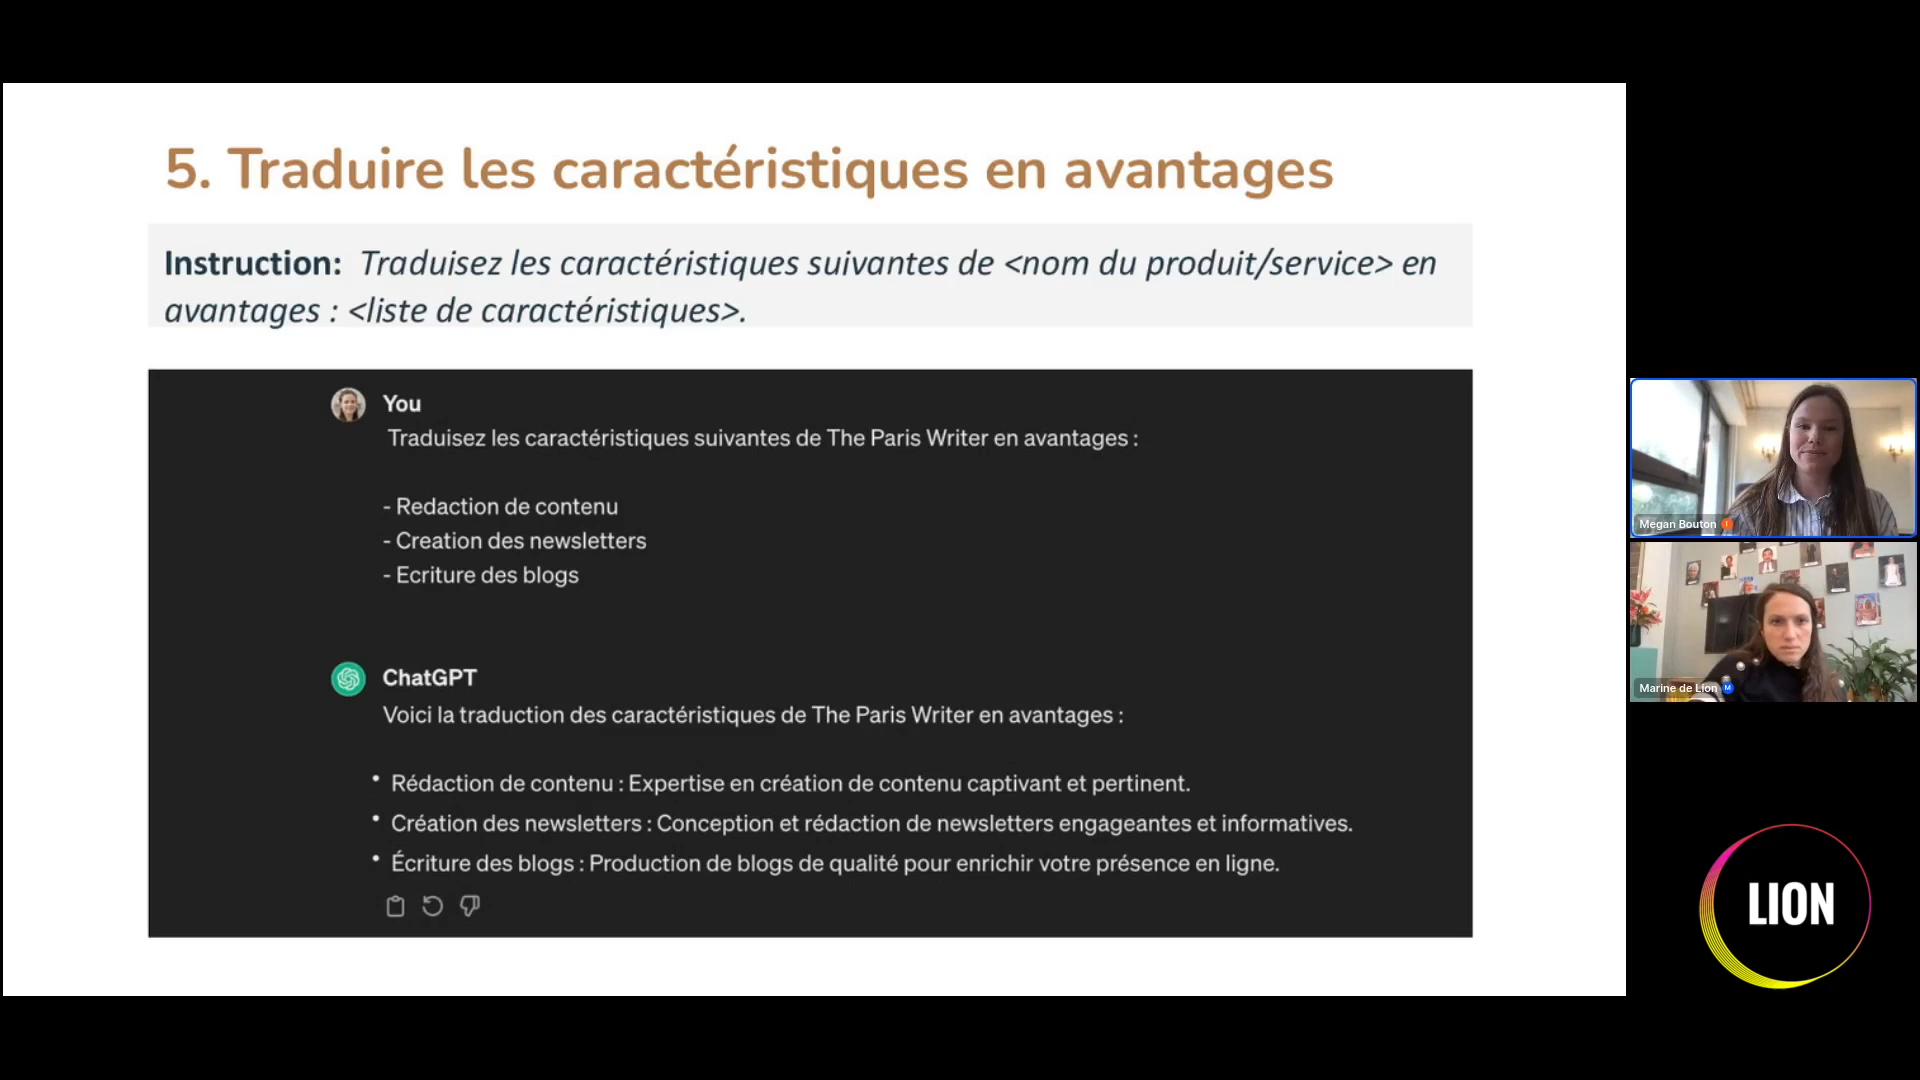 5. Traduire les caractéristiques en avantages
Instruction: Traduisez les caractéristiques suivantes de <nom du produit/service> en
avantages : <liste de caractéristiques>.
You
Traduisez les caractéristiques suivantes de The Paris Writer en avantages :
- Redaction de contenu
- Creation des newsletters
- Ecriture des blogs
ChatGPT
Voici la traduction des caractéristiques de The Paris Writer en avantages :
• Rédaction de contenu : Expertise en création de contenu captivant et pertinent.
• Création des newsletters : Conception et rédaction de newsletters engageantes et informatives.
• Écriture des blogs : Production de blogs de qualité pour enrichir votre présence en ligne.
Megan Bouton
Marine de Lion M
LION